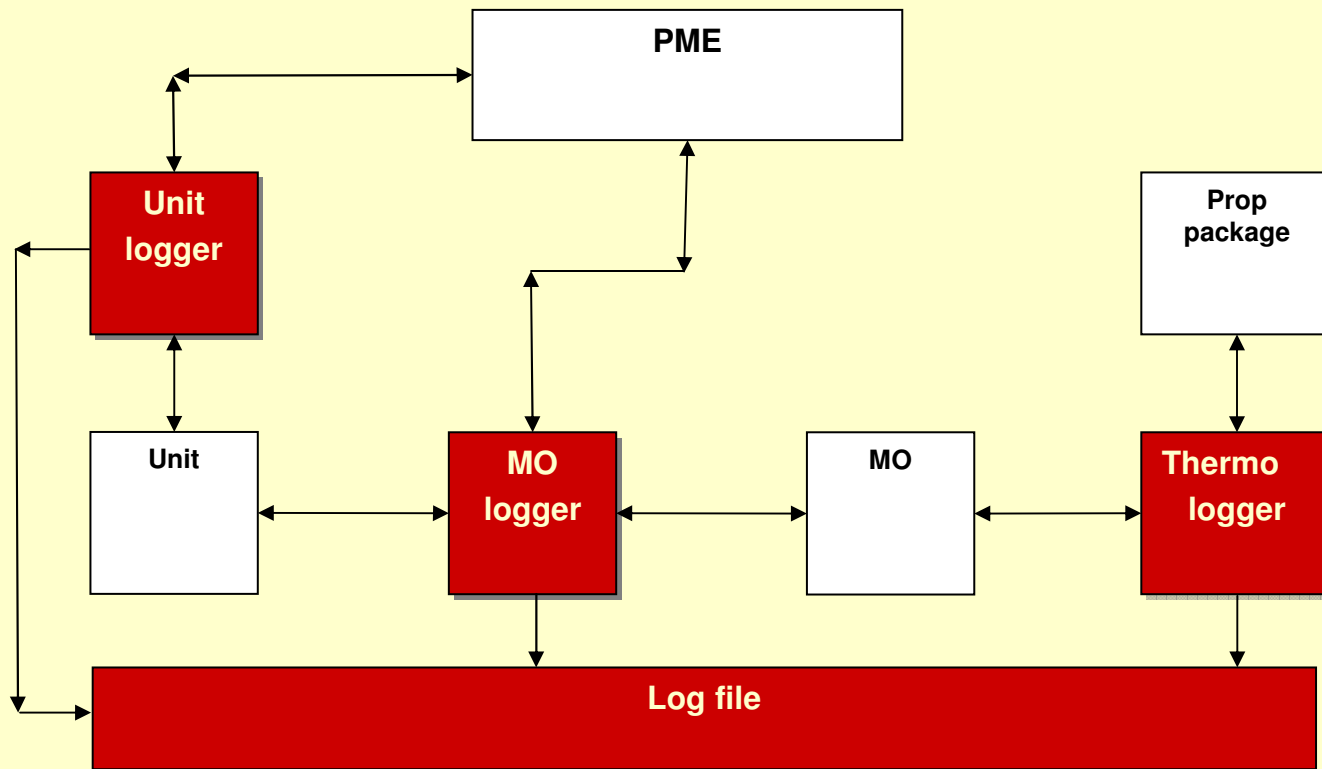 PME
Unit
logger
Prop
package
Unit
MO
logger
MO
Thermo
logger
Log file